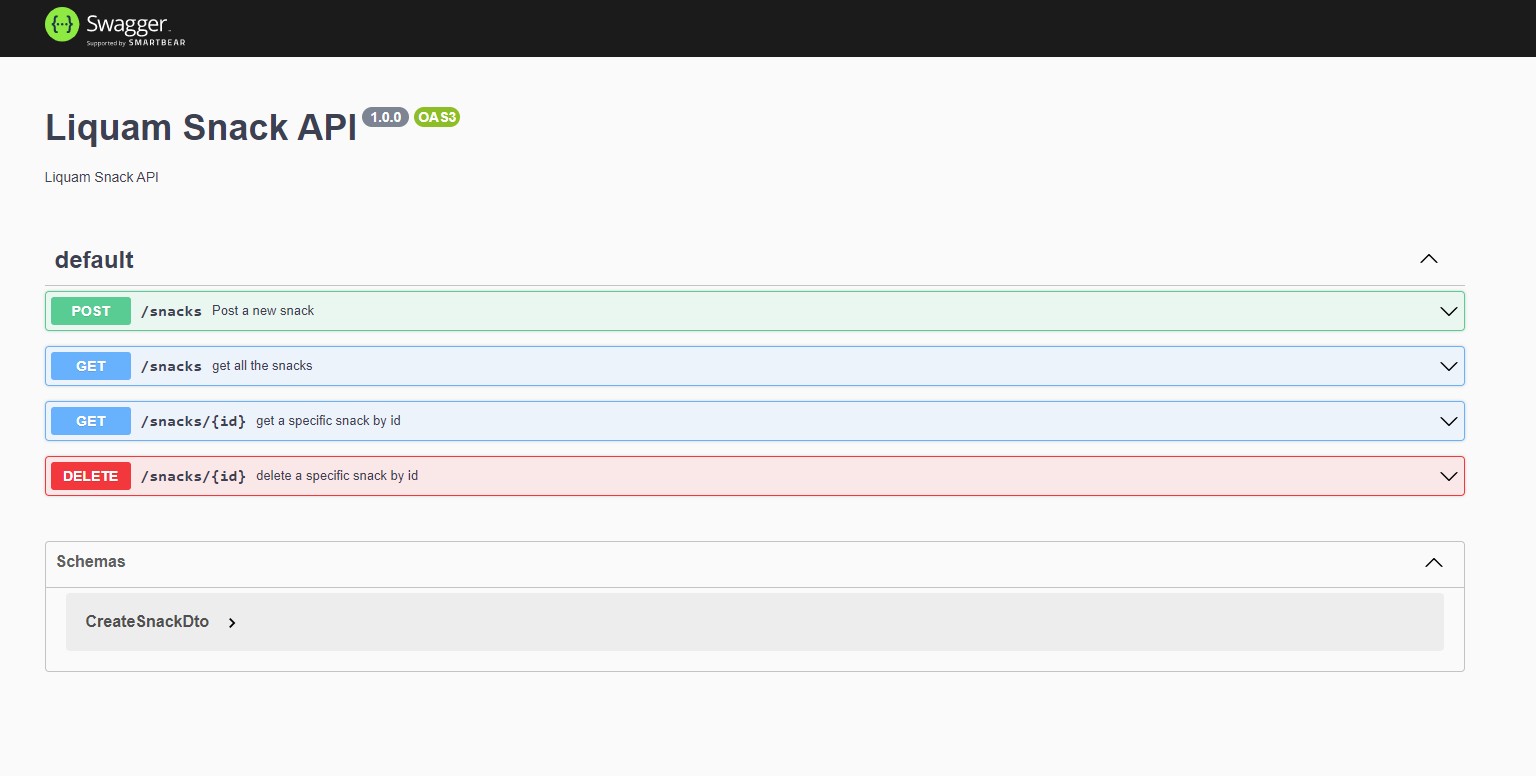 {...} Swagger
Supported by SMARTBEAR
Liquam Snack API 1.0.0 OAS3
Liquam Snack API
default
POST /snacks Post a new snack
GET /snacks get all the snacks
GET /snacks/{id} get a specific snack by id
DELETE /snacks/{id} delete a specific snack by id
Schemas
CreateSnackDto